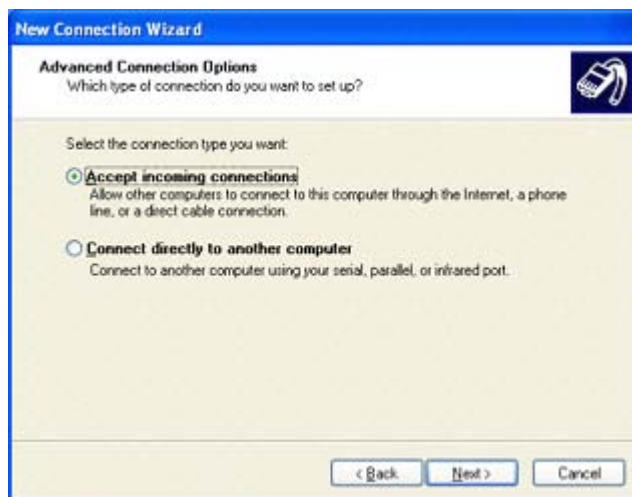 New Connection Wizard
Advanced Connection Options
Which type of connection do you want to set up?
Select the connection type you want:
Accept incoming connections
Allow other computers to connect to this computer through the Internet, a phone
line, or a direct cable connection.
Connect directly to another computer
Connect to another computer using your serial, parallel, or infrared port.
< Back Next > Cancel